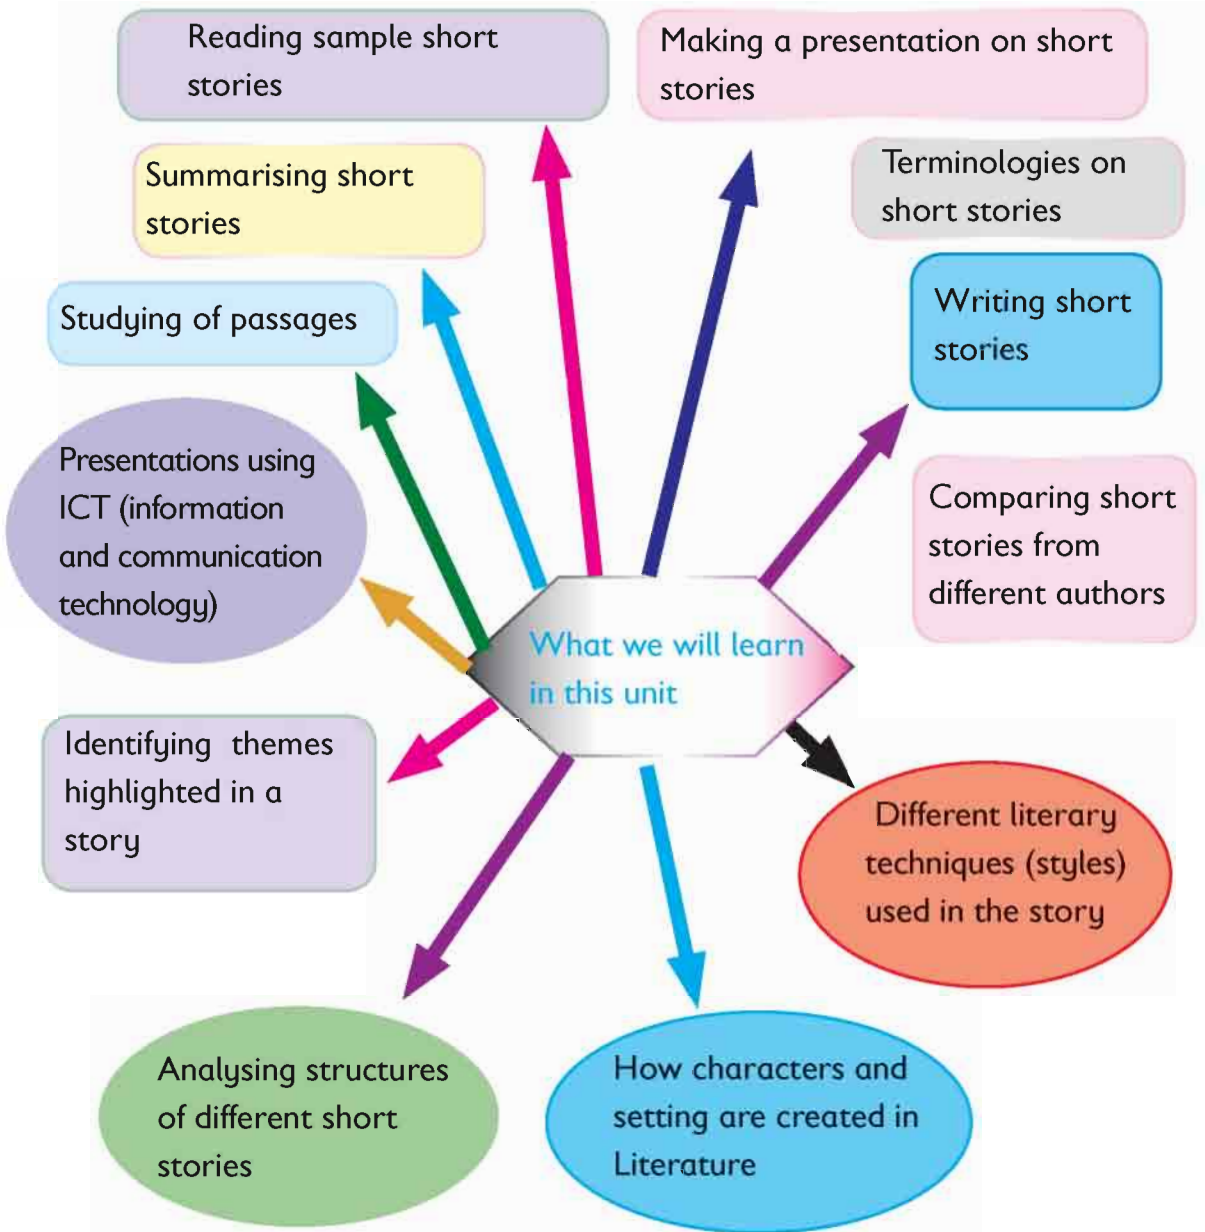 Reading sample short
stories
Making a presentation on short
stories
Summarising short
stories
Terminologies on
short stories
Studying of passages
Writing short
stories
Presentations using
ICT (information
and communication
technology)
Comparing short
stories from
different authors
What we will learn
in this unit
Identifying themes
highlighted in a
story
Different literary
techniques (styles)
used in the story
Analysing structures
of different short
stories
How characters and
setting are created in
Literature